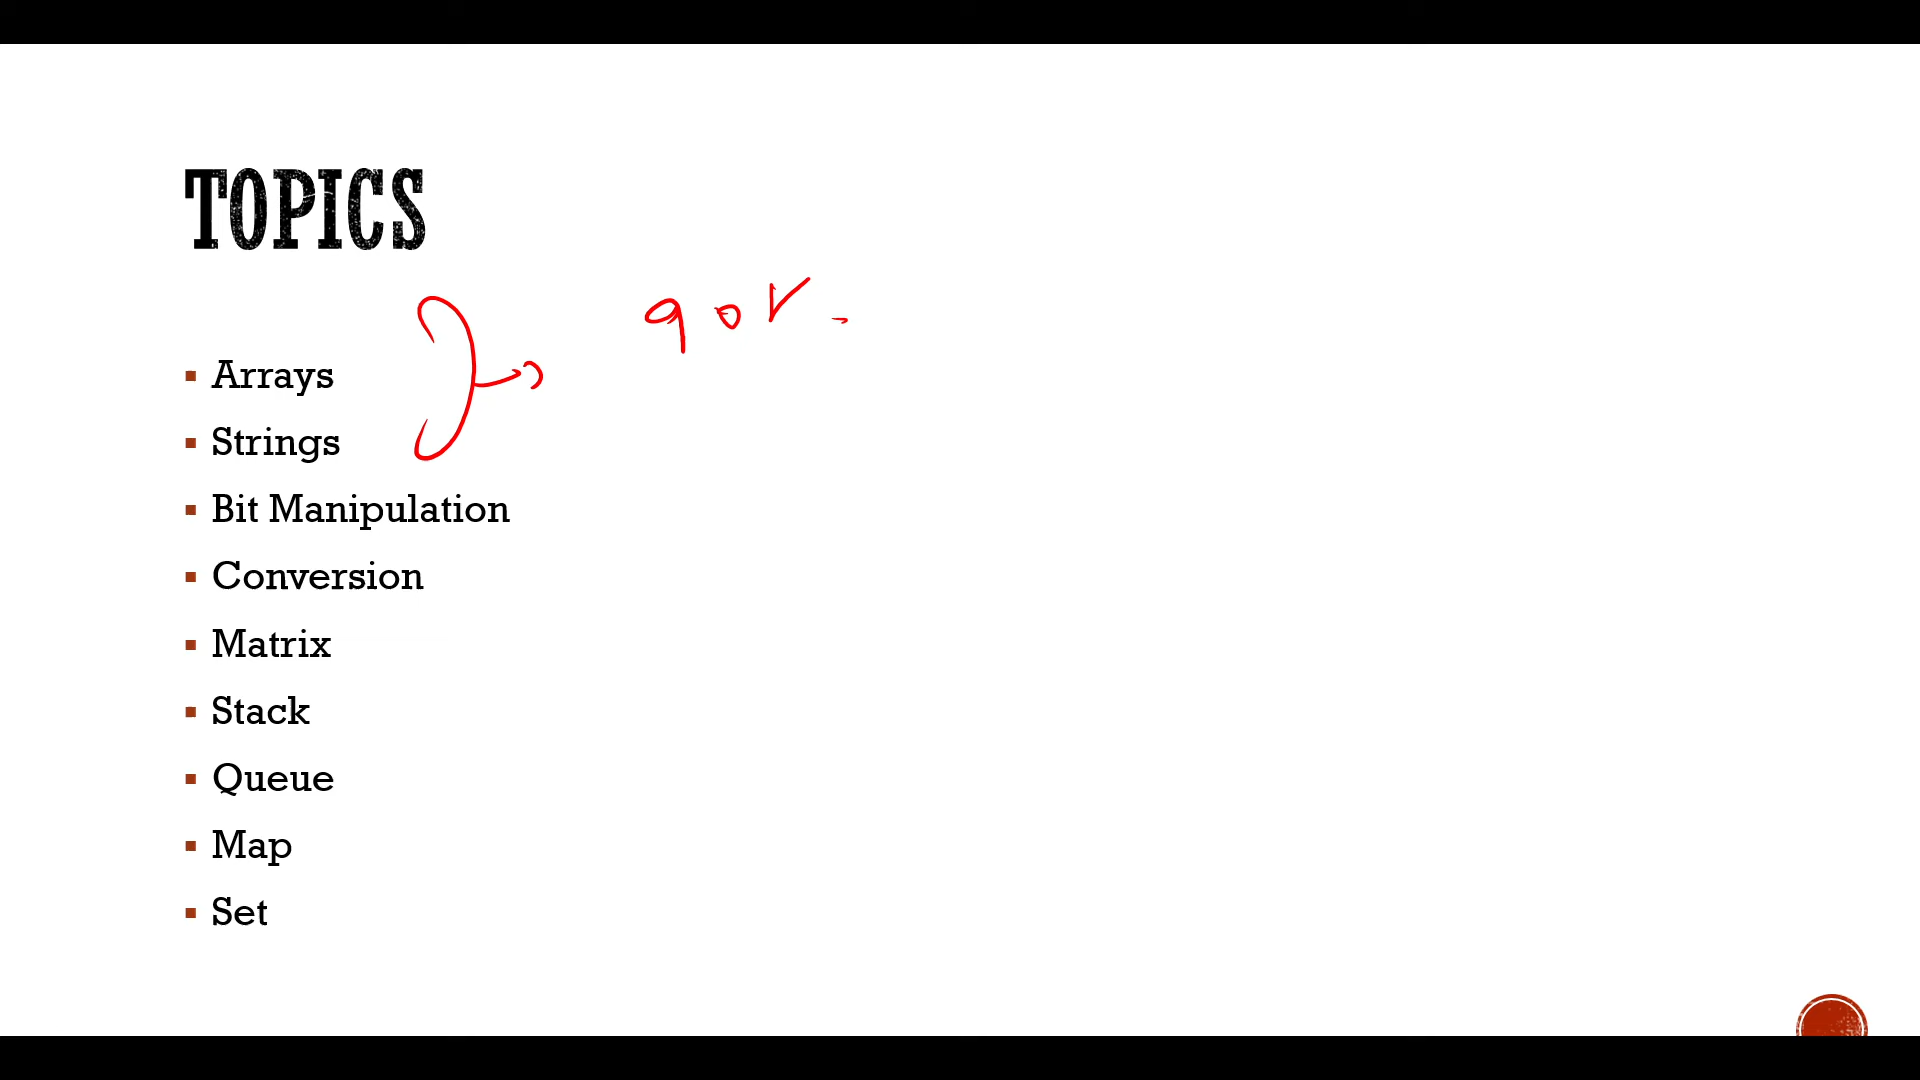 TOPICS
Arrays
Strings
Bit Manipulation
Conversion
Matrix
Stack
Queue
Map
Set